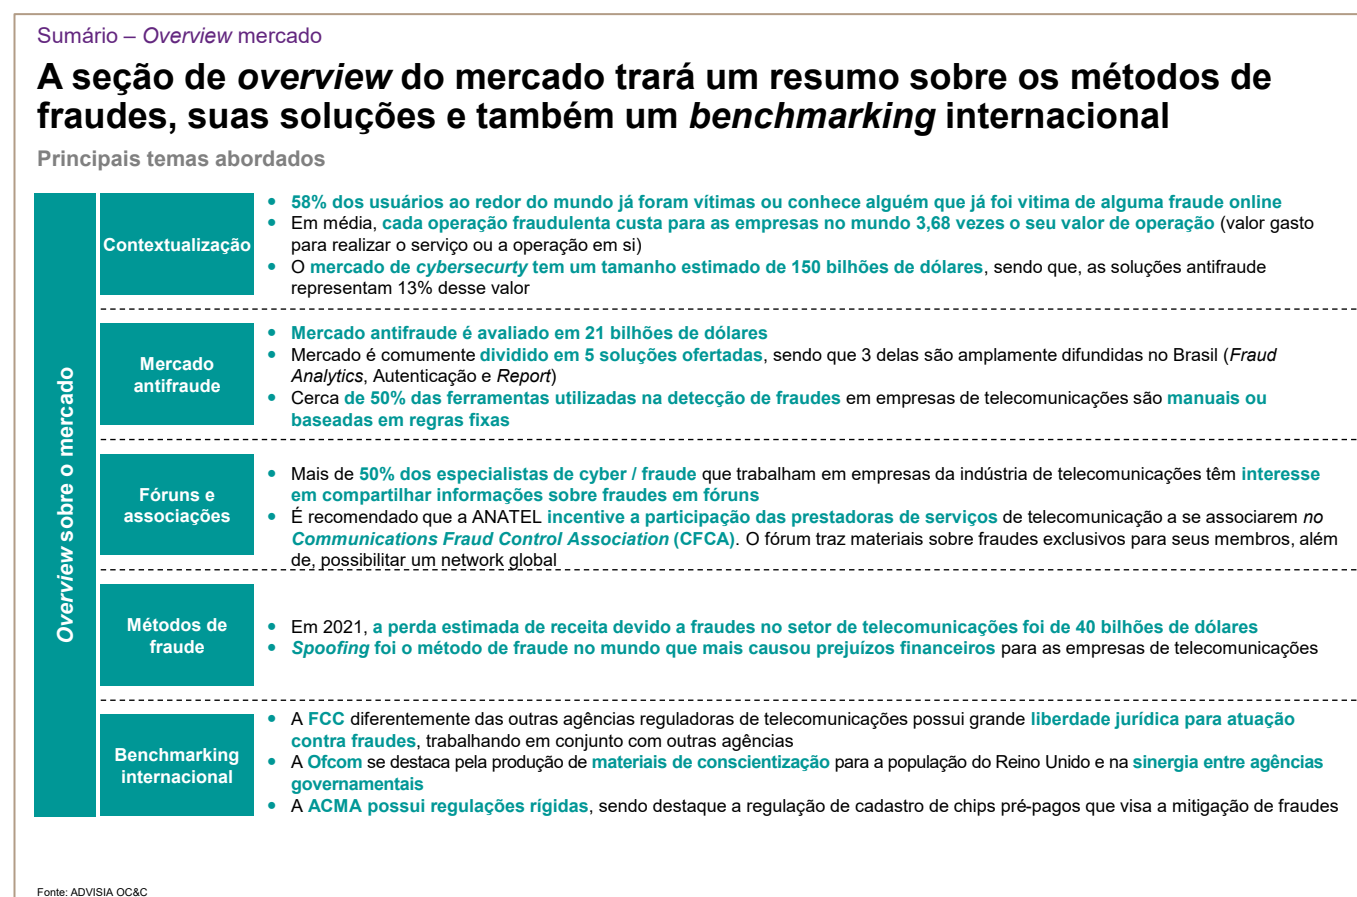 Sumário – Overview mercado
A seção de overview do mercado trará um resumo sobre os métodos de
fraudes, suas soluções e também um benchmarking internacional
Principais temas abordados
Overview sobre o mercado
Contextualização
• 58% dos usuários ao redor do mundo já foram vítimas ou conhece alguém que já foi vitima de alguma fraude online
• Em média, cada operação fraudulenta custa para as empresas no mundo 3,68 vezes o seu valor de operação (valor gasto
para realizar o serviço ou a operação em si)
• O mercado de cybersecurty tem um tamanho estimado de 150 bilhões de dólares, sendo que, as soluções antifraude
representam 13% desse valor
Mercado
antifraude
• Mercado antifraude é avaliado em 21 bilhões de dólares
• Mercado é comumente dividido em 5 soluções ofertadas, sendo que 3 delas são amplamente difundidas no Brasil (Fraud
Analytics, Autenticação e Report)
• Cerca de 50% das ferramentas utilizadas na detecção de fraudes em empresas de telecomunicações são manuais ou
baseadas em regras fixas
Fóruns e
associações
• Mais de 50% dos especialistas de cyber / fraude que trabalham em empresas da indústria de telecomunicações têm interesse
em compartilhar informações sobre fraudes em fóruns
• É recomendado que a ANATEL incentive a participação das prestadoras de serviços de telecomunicação a se associarem no
Communications Fraud Control Association (CFCA). O fórum traz materiais sobre fraudes exclusivos para seus membros, além
de, possibilitar um network global
Métodos de
fraude
• Em 2021, a perda estimada de receita devido a fraudes no setor de telecomunicações foi de 40 bilhões de dólares
• Spoofing foi o método de fraude no mundo que mais causou prejuízos financeiros para as empresas de telecomunicações
Benchmarking
internacional
• A FCC diferentemente das outras agências reguladoras de telecomunicações possui grande liberdade jurídica para atuação
contra fraudes, trabalhando em conjunto com outras agências
• A Ofcom se destaca pela produção de materiais de conscientização para a população do Reino Unido e na sinergia entre agências
governamentais
• A ACMA possui regulações rígidas, sendo destaque a regulação de cadastro de chips pré-pagos que visa a mitigação de fraudes
Fonte: ADVISIA OC&C